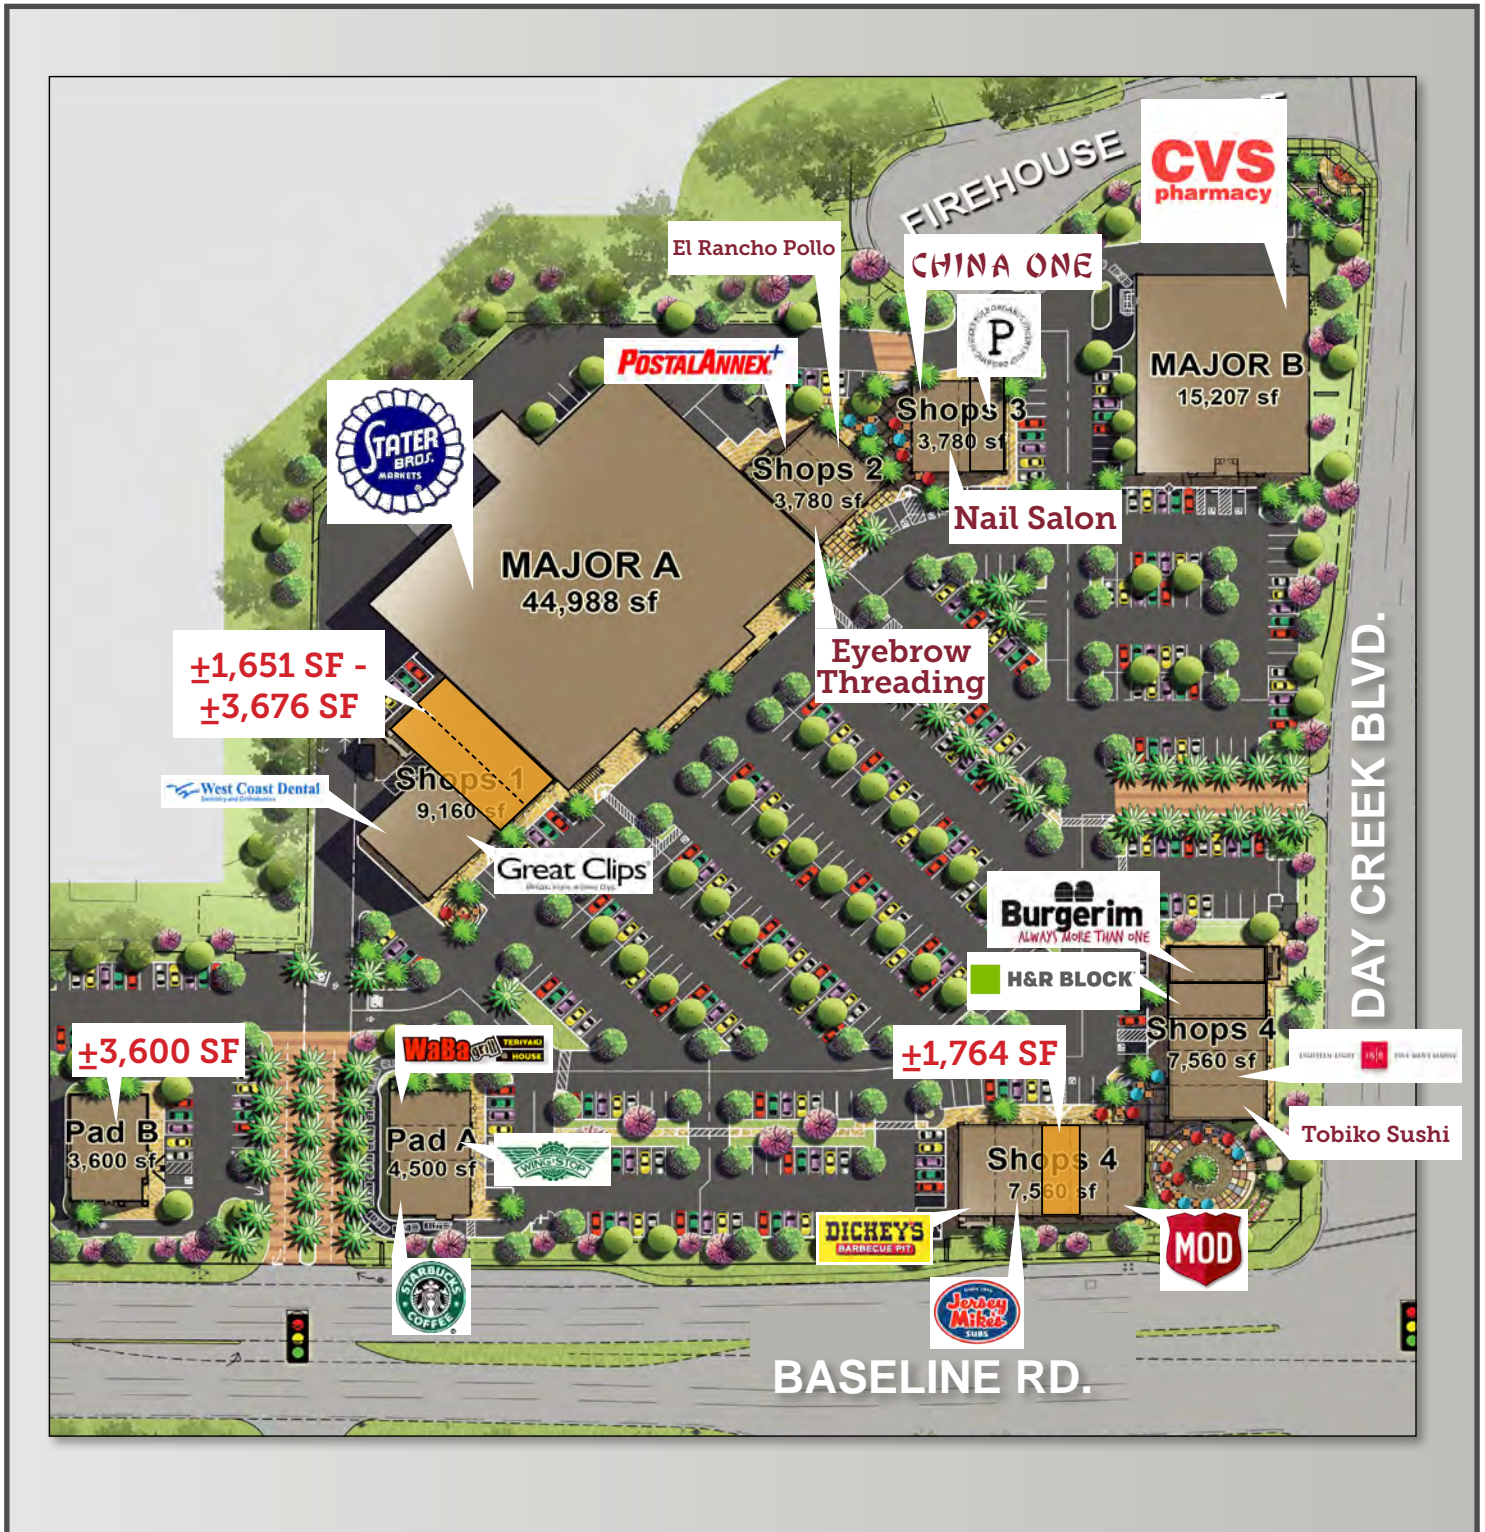 FIREHOUSE
CVS
pharmacy
El Rancho Pollo
CHINA ONE
P
POSTALANNEX+
STATER
BROS.
MARKETS
MAJOR B
15,207 sf
Shops 3
3,780 sf
Shops 2
3,780 sf
Nail Salon
MAJOR A
44,988 sf
Eyebrow
Threading
±1,651 SF -
±3,676 SF
Shops 1
9,160 sf
West Coast Dental
Dentistry and Orthodontics
Great Clips
DAY CREEK BLVD.
Burgerim
ALWAYS MORE THAN ONE
H&R BLOCK
Shops 4
7,560 sf
Tobiko Sushi
±3,600 SF
Pad B
3,600 sf
WaBa grill
TERIYAKI
HOUSE
Pad A
4,500 sf
WING·STOP
STARBUCKS
COFFEE
±1,764 SF
Shops 4
7,560 sf
DICKEY'S
BARBECUE PIT
Jersey
Mike's
SUBS
MOD
BASELINE RD.